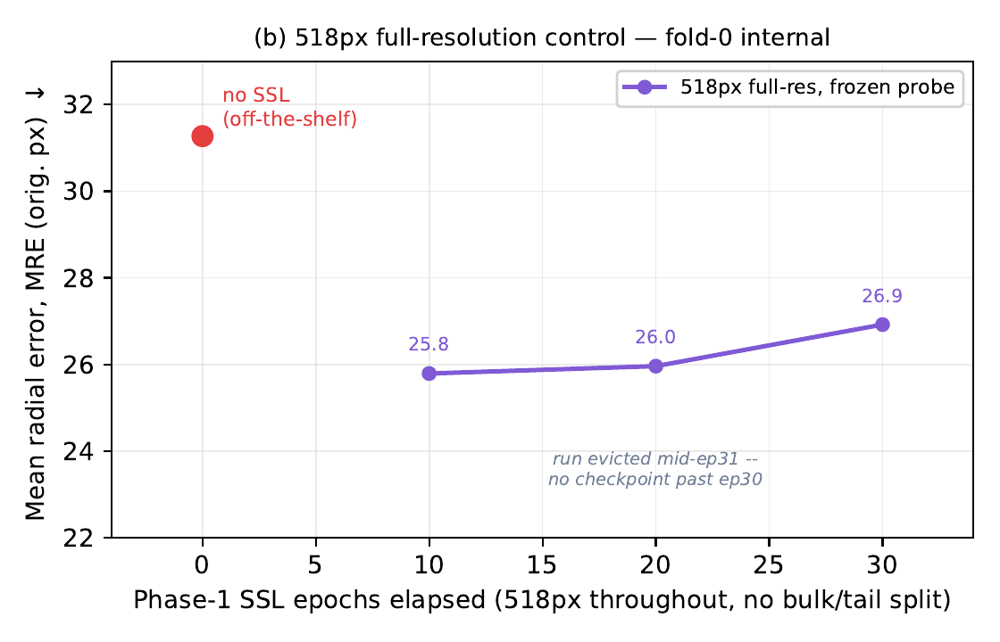 (b) 518px full-resolution control — fold-0 internal
Mean radial error, MRE (orig. px) ↓
32
30
28
26
24
22
no SSL
(off-the-shelf)
518px full-res, frozen probe
25.8
26.0
26.9
run evicted mid-ep31 --
no checkpoint past ep30
0 5 10 15 20 25 30
Phase-1 SSL epochs elapsed (518px throughout, no bulk/tail split)